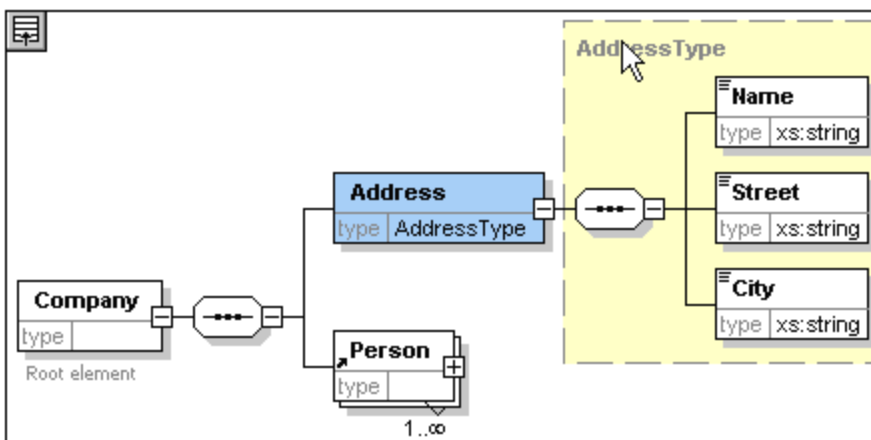 AddressType
Name
type xs:string
Address
type AddressType
Street
type xs:string
Company
type
Root element
City
type xs:string
Person
type
1..∞